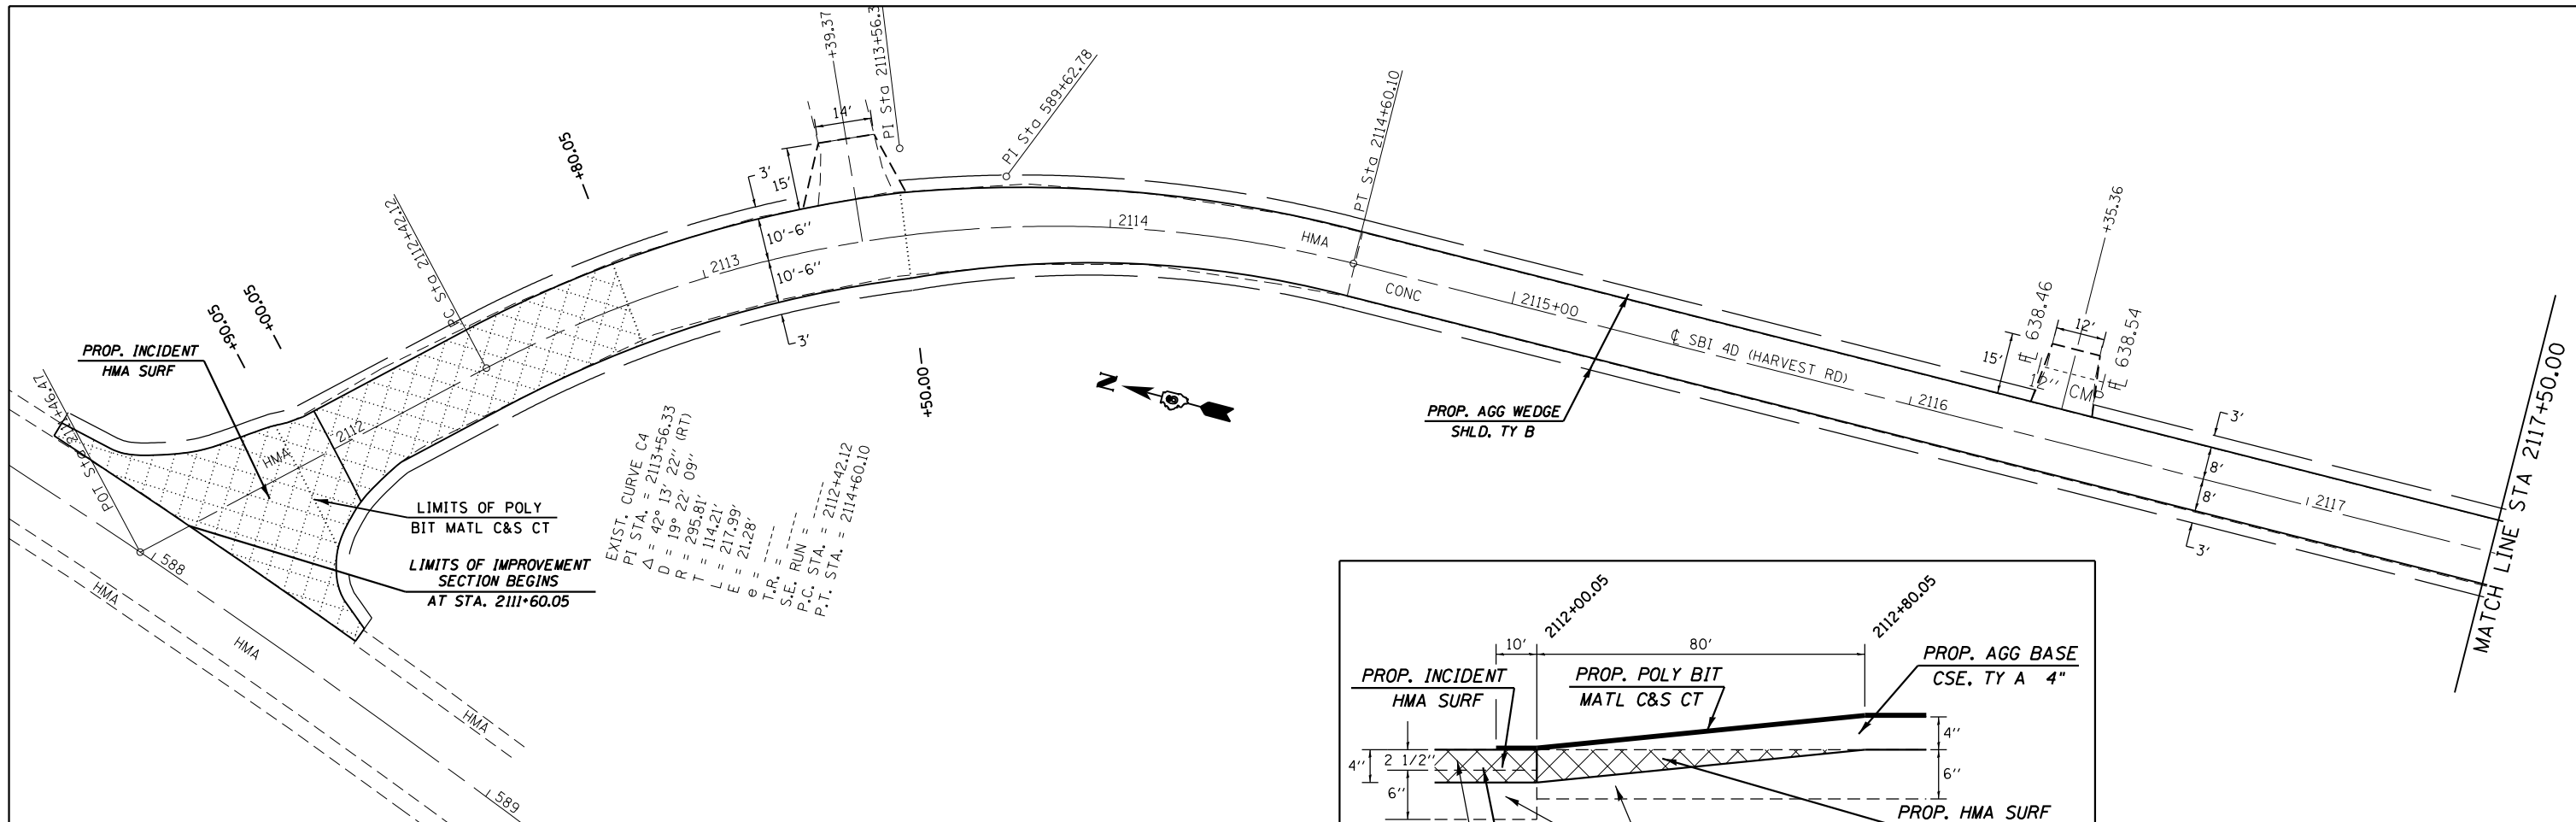 +39.37
PI Sta 2113+56.3
PI Sta 589+62.78
14'
15'
3'
+80.05
PC Sta 2112+42.12
+00.05
+90.05
PROP. INCIDENT
HMA SURF
POT Sta 2111+46.47
2112
HMA
2113
10'-6"
10'-6"
3'
2114
HMA
CONC
PT Sta 2114+60.10
2115+00
℄ SBI 4D (HARVEST RD)
2116
+35.36
FL 638.46
12'
15'
12" CMP
FL 638.54
3'
8'
8'
3'
2117
MATCH LINE STA 2117+50.00
+50.00
N
PROP. AGG WEDGE
SHLD, TY B
LIMITS OF POLY
BIT MATL C&S CT
LIMITS OF IMPROVEMENT
SECTION BEGINS
AT STA. 2111+60.05
588
HMA
HMA
HMA
589
EXIST. CURVE C4
PI STA. = 2113+56.33
Δ = 42° 13' 22" (RT)
D = 19° 22' 09"
R = 295.81'
T = 114.21'
L = 217.99'
E = 21.28'
e = -----
T.R. = -----
S.E. RUN = -----
P.C. STA. = 2112+42.12
P.T. STA. = 2114+60.10
2112+00.05
2112+80.05
10'
80'
PROP. INCIDENT
HMA SURF
PROP. POLY BIT
MATL C&S CT
PROP. AGG BASE
CSE, TY A 4"
4"
2 1/2"
6"
4"
6"
PROP. HMA SURF